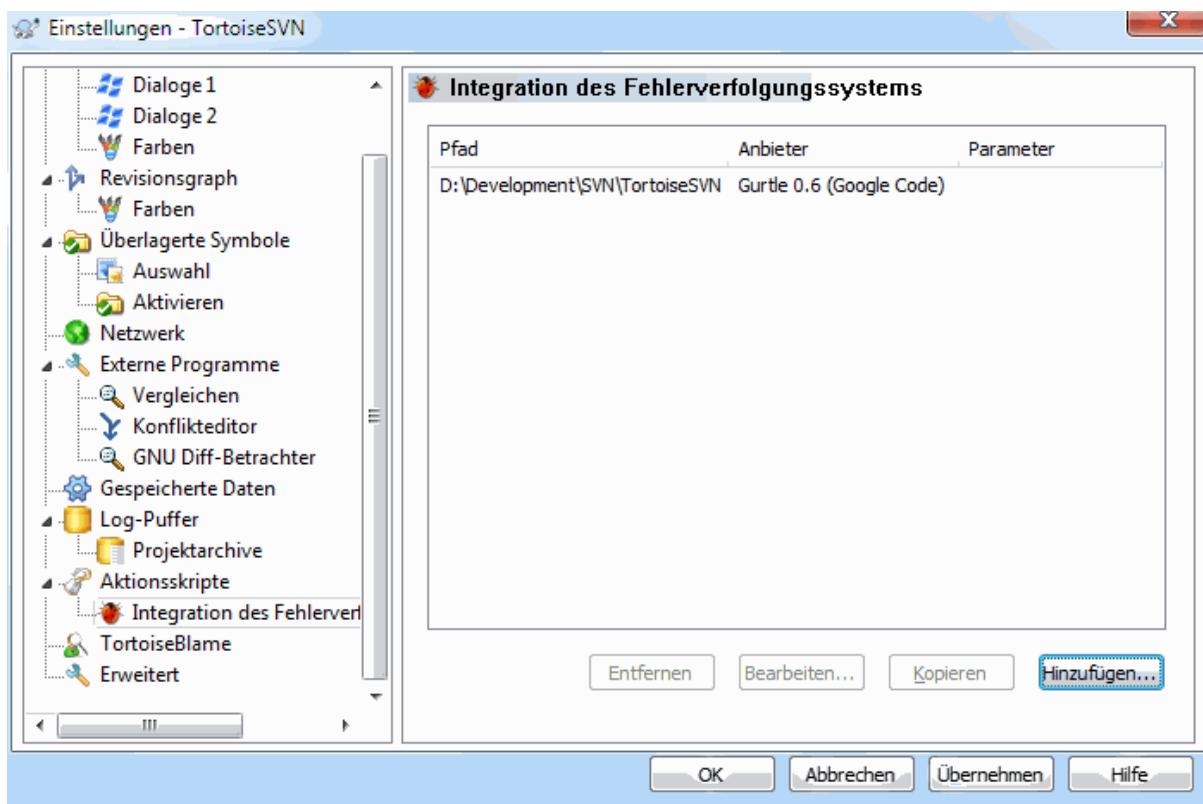 Einstellungen - TortoiseSVN
Dialoge 1
Dialoge 2
Farben
Revisionsgraph
Farben
Überlagerte Symbole
Auswahl
Aktivieren
Netzwerk
Externe Programme
Vergleichen
Konflikteditor
GNU Diff-Betrachter
Gespeicherte Daten
Log-Puffer
Projektarchive
Aktionsskripte
Integration des Fehlerverf
TortoiseBlame
Erweitert
Integration des Fehlerverfolgungssystems
Pfad Anbieter Parameter
D:\Development\SVN\TortoiseSVN Gurtle 0.6 (Google Code)
Entfernen Bearbeiten... Kopieren Hinzufügen...
OK Abbrechen Übernehmen Hilfe